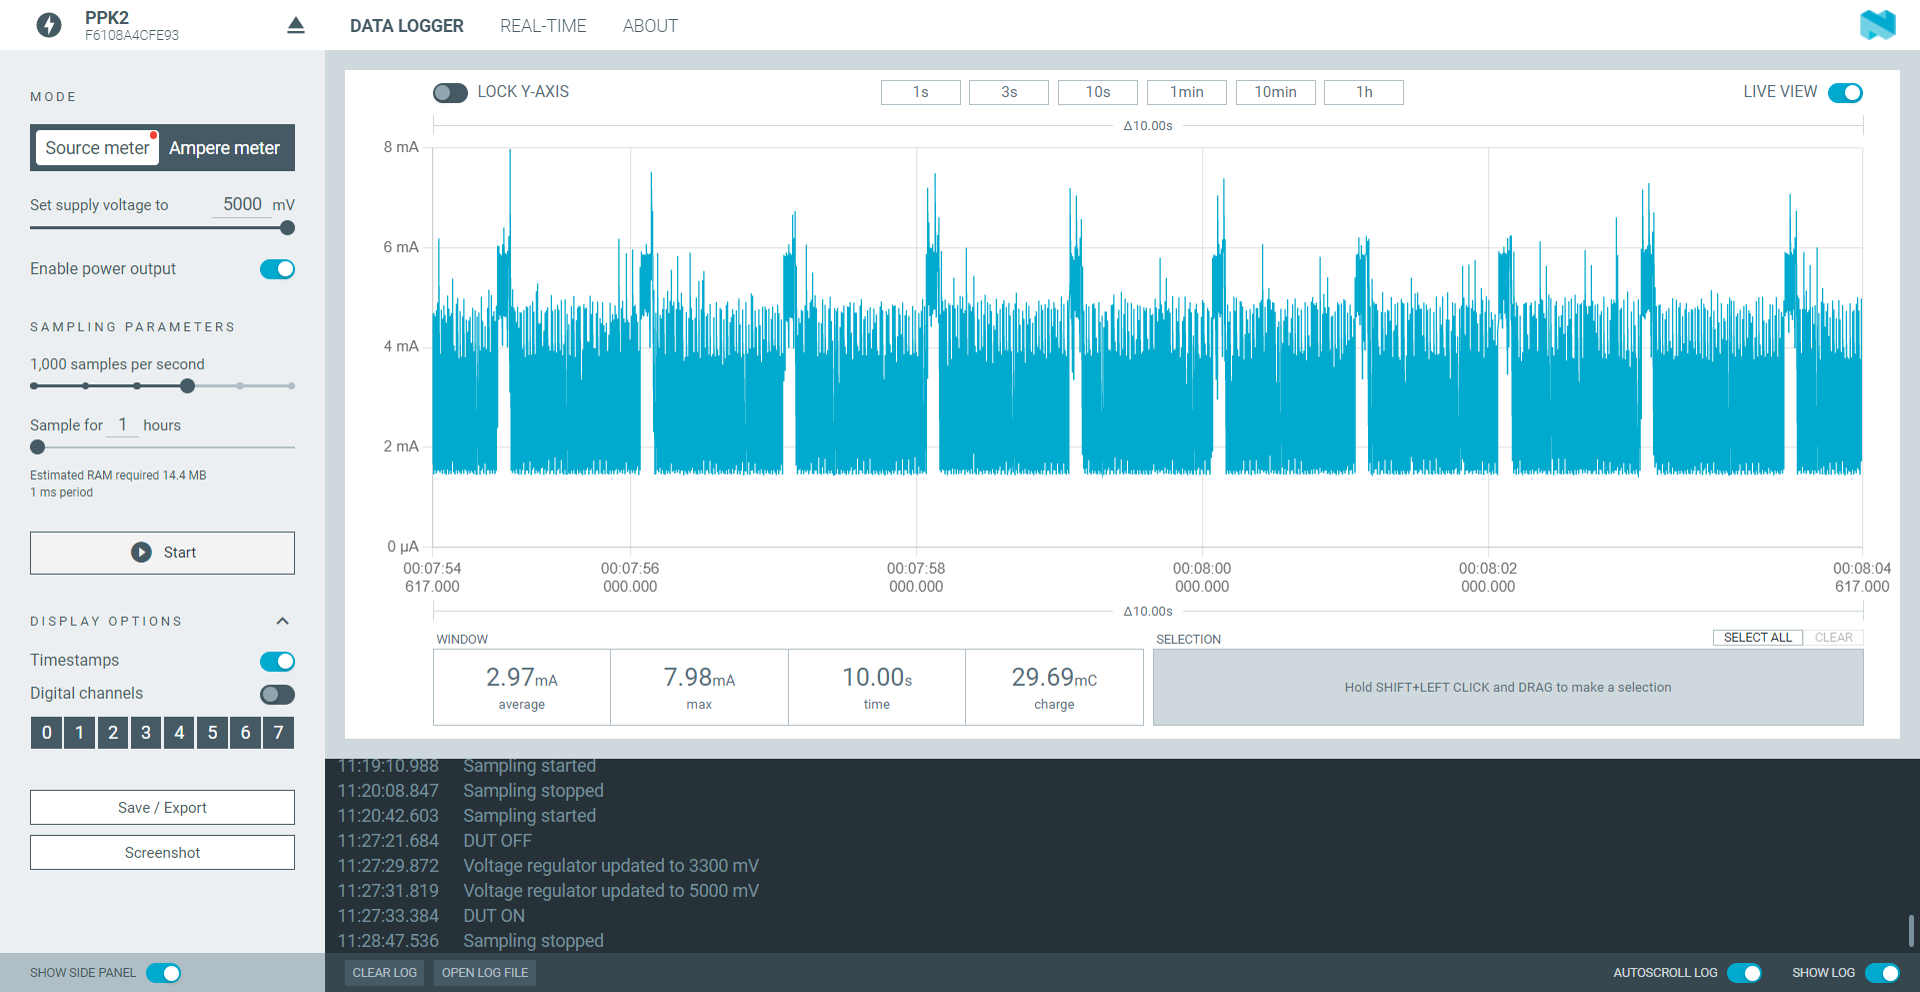 PPK2
F6108A4CFE93
DATA LOGGER
REAL-TIME
ABOUT
MODE
Source meter
Ampere meter
Set supply voltage to 5000 mV
Enable power output
SAMPLING PARAMETERS
1,000 samples per second
Sample for 1 hours
Estimated RAM required 14.4 MB
1 ms period
Start
DISPLAY OPTIONS
Timestamps
Digital channels
0 1 2 3 4 5 6 7
Save / Export
Screenshot
SHOW SIDE PANEL
LOCK Y-AXIS
1s
3s
10s
1min
10min
1h
LIVE VIEW
Δ10.00s
8 mA
6 mA
4 mA
2 mA
0 µA
00:07:54 00:07:56 00:07:58 00:08:00 00:08:02 00:08:04
617.000 000.000 000.000 000.000 000.000 617.000
Δ10.00s
WINDOW
2.97mA
average
7.98mA
max
10.00s
time
29.69mC
charge
SELECTION
SELECT ALL
CLEAR
Hold SHIFT+LEFT CLICK and DRAG to make a selection
11:19:10.988 Sampling started
11:20:08.847 Sampling stopped
11:20:42.603 Sampling started
11:27:21.684 DUT OFF
11:27:29.872 Voltage regulator updated to 3300 mV
11:27:31.819 Voltage regulator updated to 5000 mV
11:27:33.384 DUT ON
11:28:47.536 Sampling stopped
CLEAR LOG
OPEN LOG FILE
AUTOSCROLL LOG
SHOW LOG